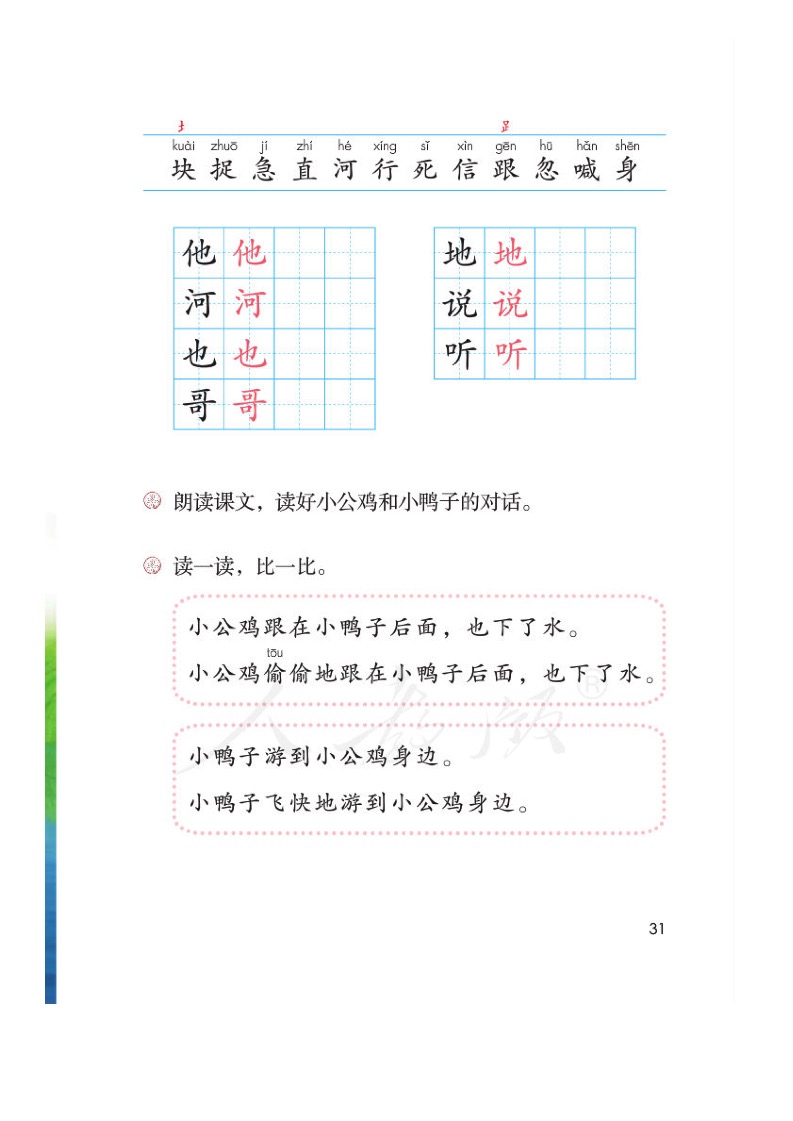 ⺘ 𧾷
kuài zhuō jí zhí hé xíng sǐ xìn gēn hū hǎn shēn
块 捉 急 直 河 行 死 信 跟 忽 喊 身
他 他
河 河
也 也
哥 哥
地 地
说 说
听 听
朗读课文，读好小公鸡和小鸭子的对话。
读一读，比一比。
小公鸡跟在小鸭子后面，也下了水。
tōu
小公鸡偷偷地跟在小鸭子后面，也下了水。
小鸭子游到小公鸡身边。
小鸭子飞快地游到小公鸡身边。
人教版®
31